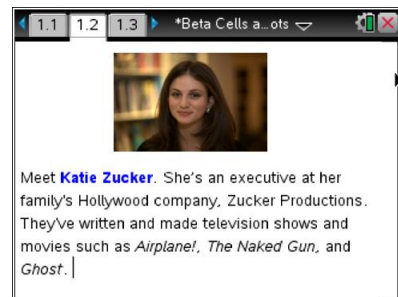 1.1 1.2 1.3 *Beta Cells a...ots
Meet Katie Zucker. She's an executive at her
family's Hollywood company, Zucker Productions.
They've written and made television shows and
movies such as Airplane!, The Naked Gun, and
Ghost.